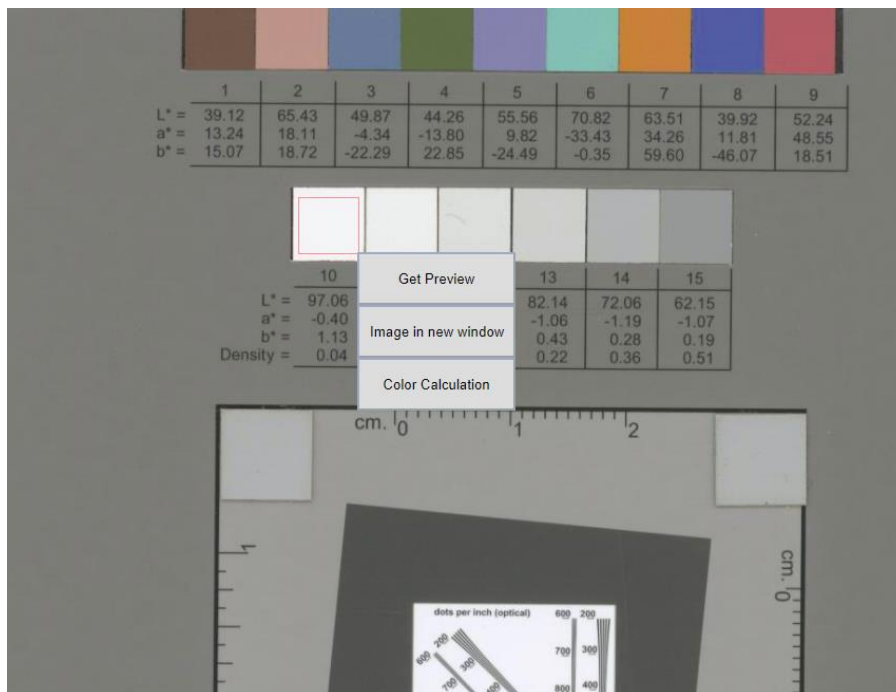 1 2 3 4 5 6 7 8 9
L* = 39.12 65.43 49.87 44.26 55.56 70.82 63.51 39.92 52.24
a* = 13.24 18.11 -4.34 -13.80 9.82 -33.43 34.26 11.81 48.55
b* = 15.07 18.72 -22.29 22.85 -24.49 -0.35 59.60 -46.07 18.51
Get Preview
Image in new window
Color Calculation
10 13 14 15
L* = 97.06 82.14 72.06 62.15
a* = -0.40 -1.06 -1.19 -1.07
b* = 1.13 0.43 0.28 0.19
Density = 0.04 0.22 0.36 0.51
cm. 0 1 2
1
cm. 0
dots per inch (optical) 600 200
200
600 300 700 300
700 400 800 400